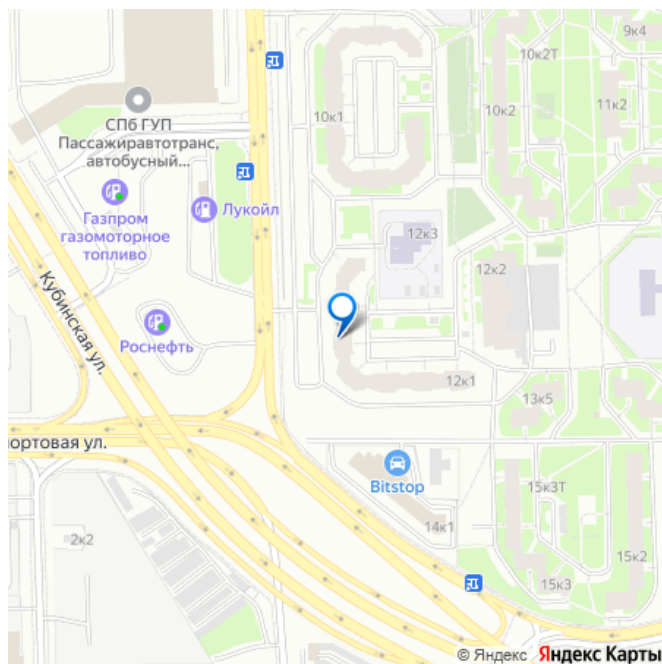 9к4
10к2Т
10к1
10к2
11к2
СПб ГУП
Пассажиравтотранс,
автобусный...
Газпром
газомоторное
топливо
Лукойл
12к3
12к2
Кубинская ул.
Роснефть
12к1
13к5
портовая ул.
Bitstop
15к3Т
14к1
2к2
15к2
15к3
© Яндекс Яндекс Карты